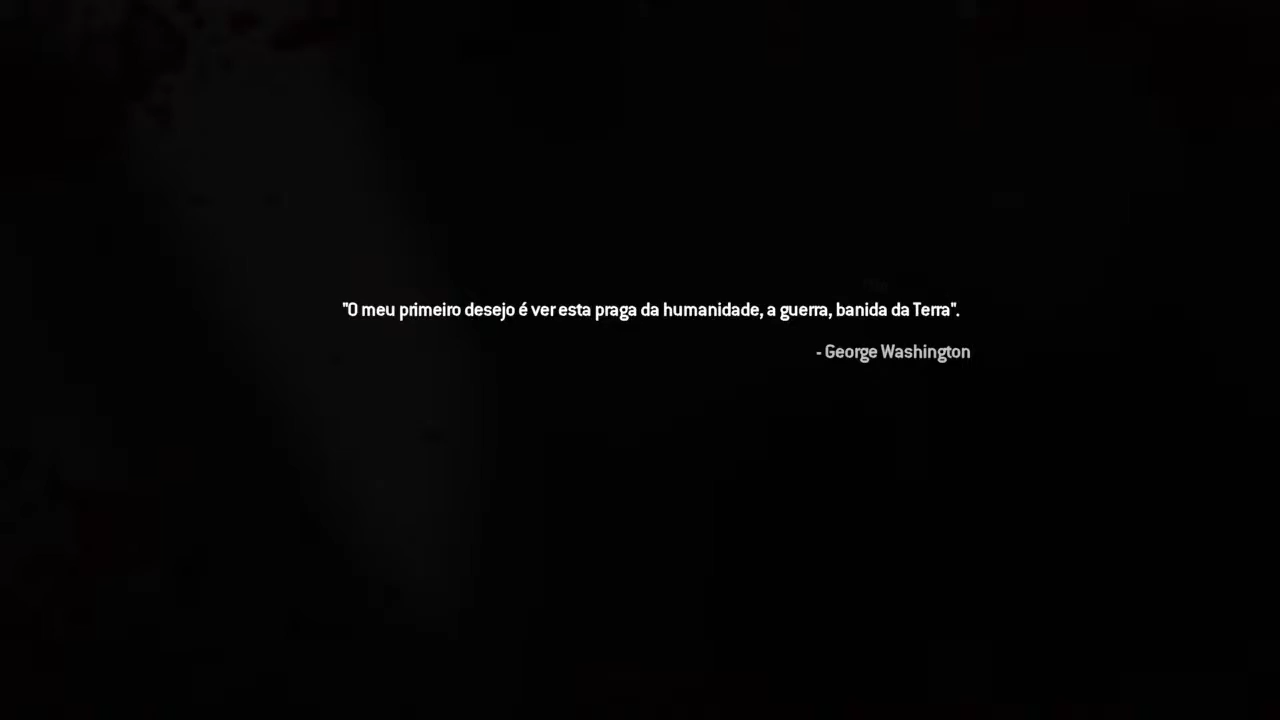 "O meu primeiro desejo é ver esta praga da humanidade, a guerra, banida da Terra".
- George Washington